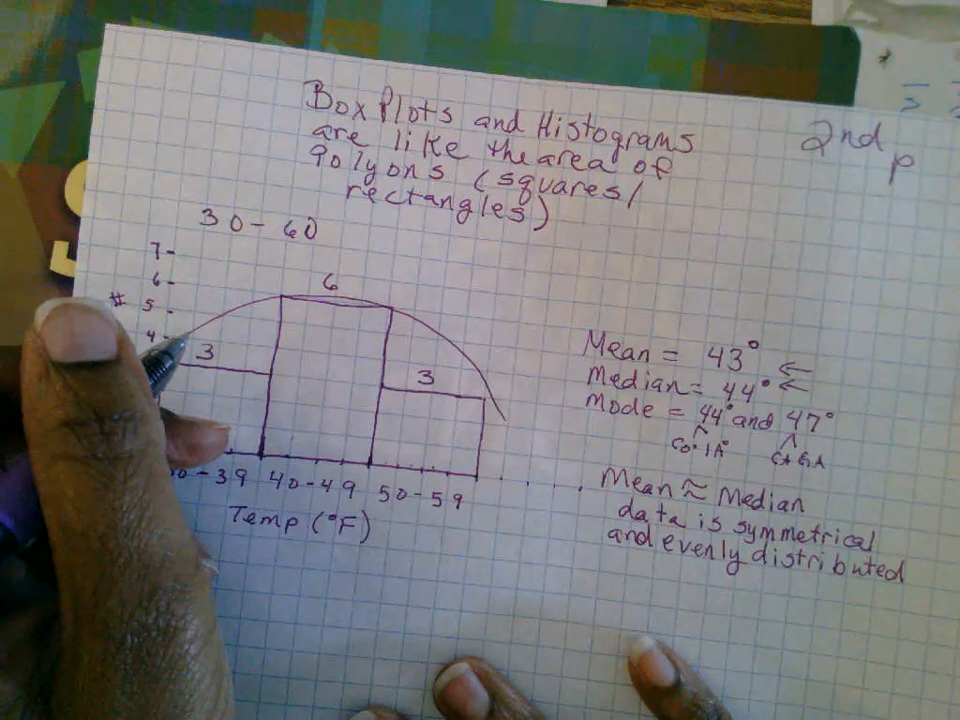 Box Plots and Histograms
are like the area of
Polyons (squares/
rectangles)
2nd p
30-60
7-
6-
# 5
4
3
6
3
0-39 40-49 50-59
Temp (°F)
Mean = 43° ←
Median = 44° ←
Mode = 44° and 47°
Mean ≈ Median
data is symmetrical
and evenly distributed